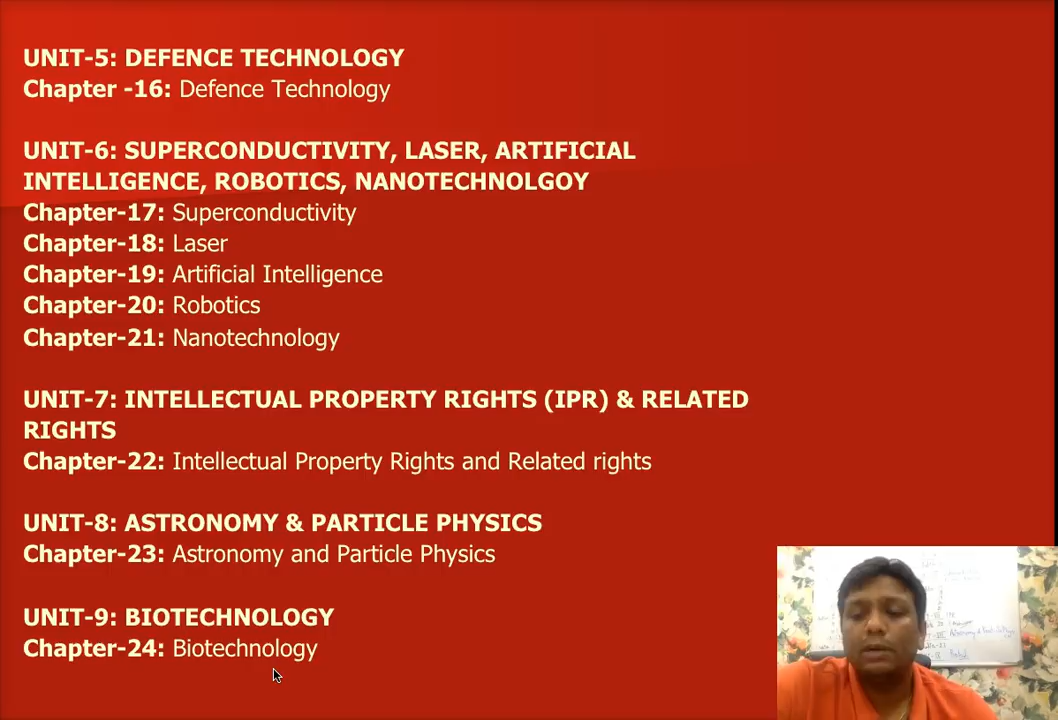 UNIT-5: DEFENCE TECHNOLOGY
Chapter -16: Defence Technology
UNIT-6: SUPERCONDUCTIVITY, LASER, ARTIFICIAL
INTELLIGENCE, ROBOTICS, NANOTECHNOLGOY
Chapter-17: Superconductivity
Chapter-18: Laser
Chapter-19: Artificial Intelligence
Chapter-20: Robotics
Chapter-21: Nanotechnology
UNIT-7: INTELLECTUAL PROPERTY RIGHTS (IPR) & RELATED
RIGHTS
Chapter-22: Intellectual Property Rights and Related rights
UNIT-8: ASTRONOMY & PARTICLE PHYSICS
Chapter-23: Astronomy and Particle Physics
UNIT-9: BIOTECHNOLOGY
Chapter-24: Biotechnology